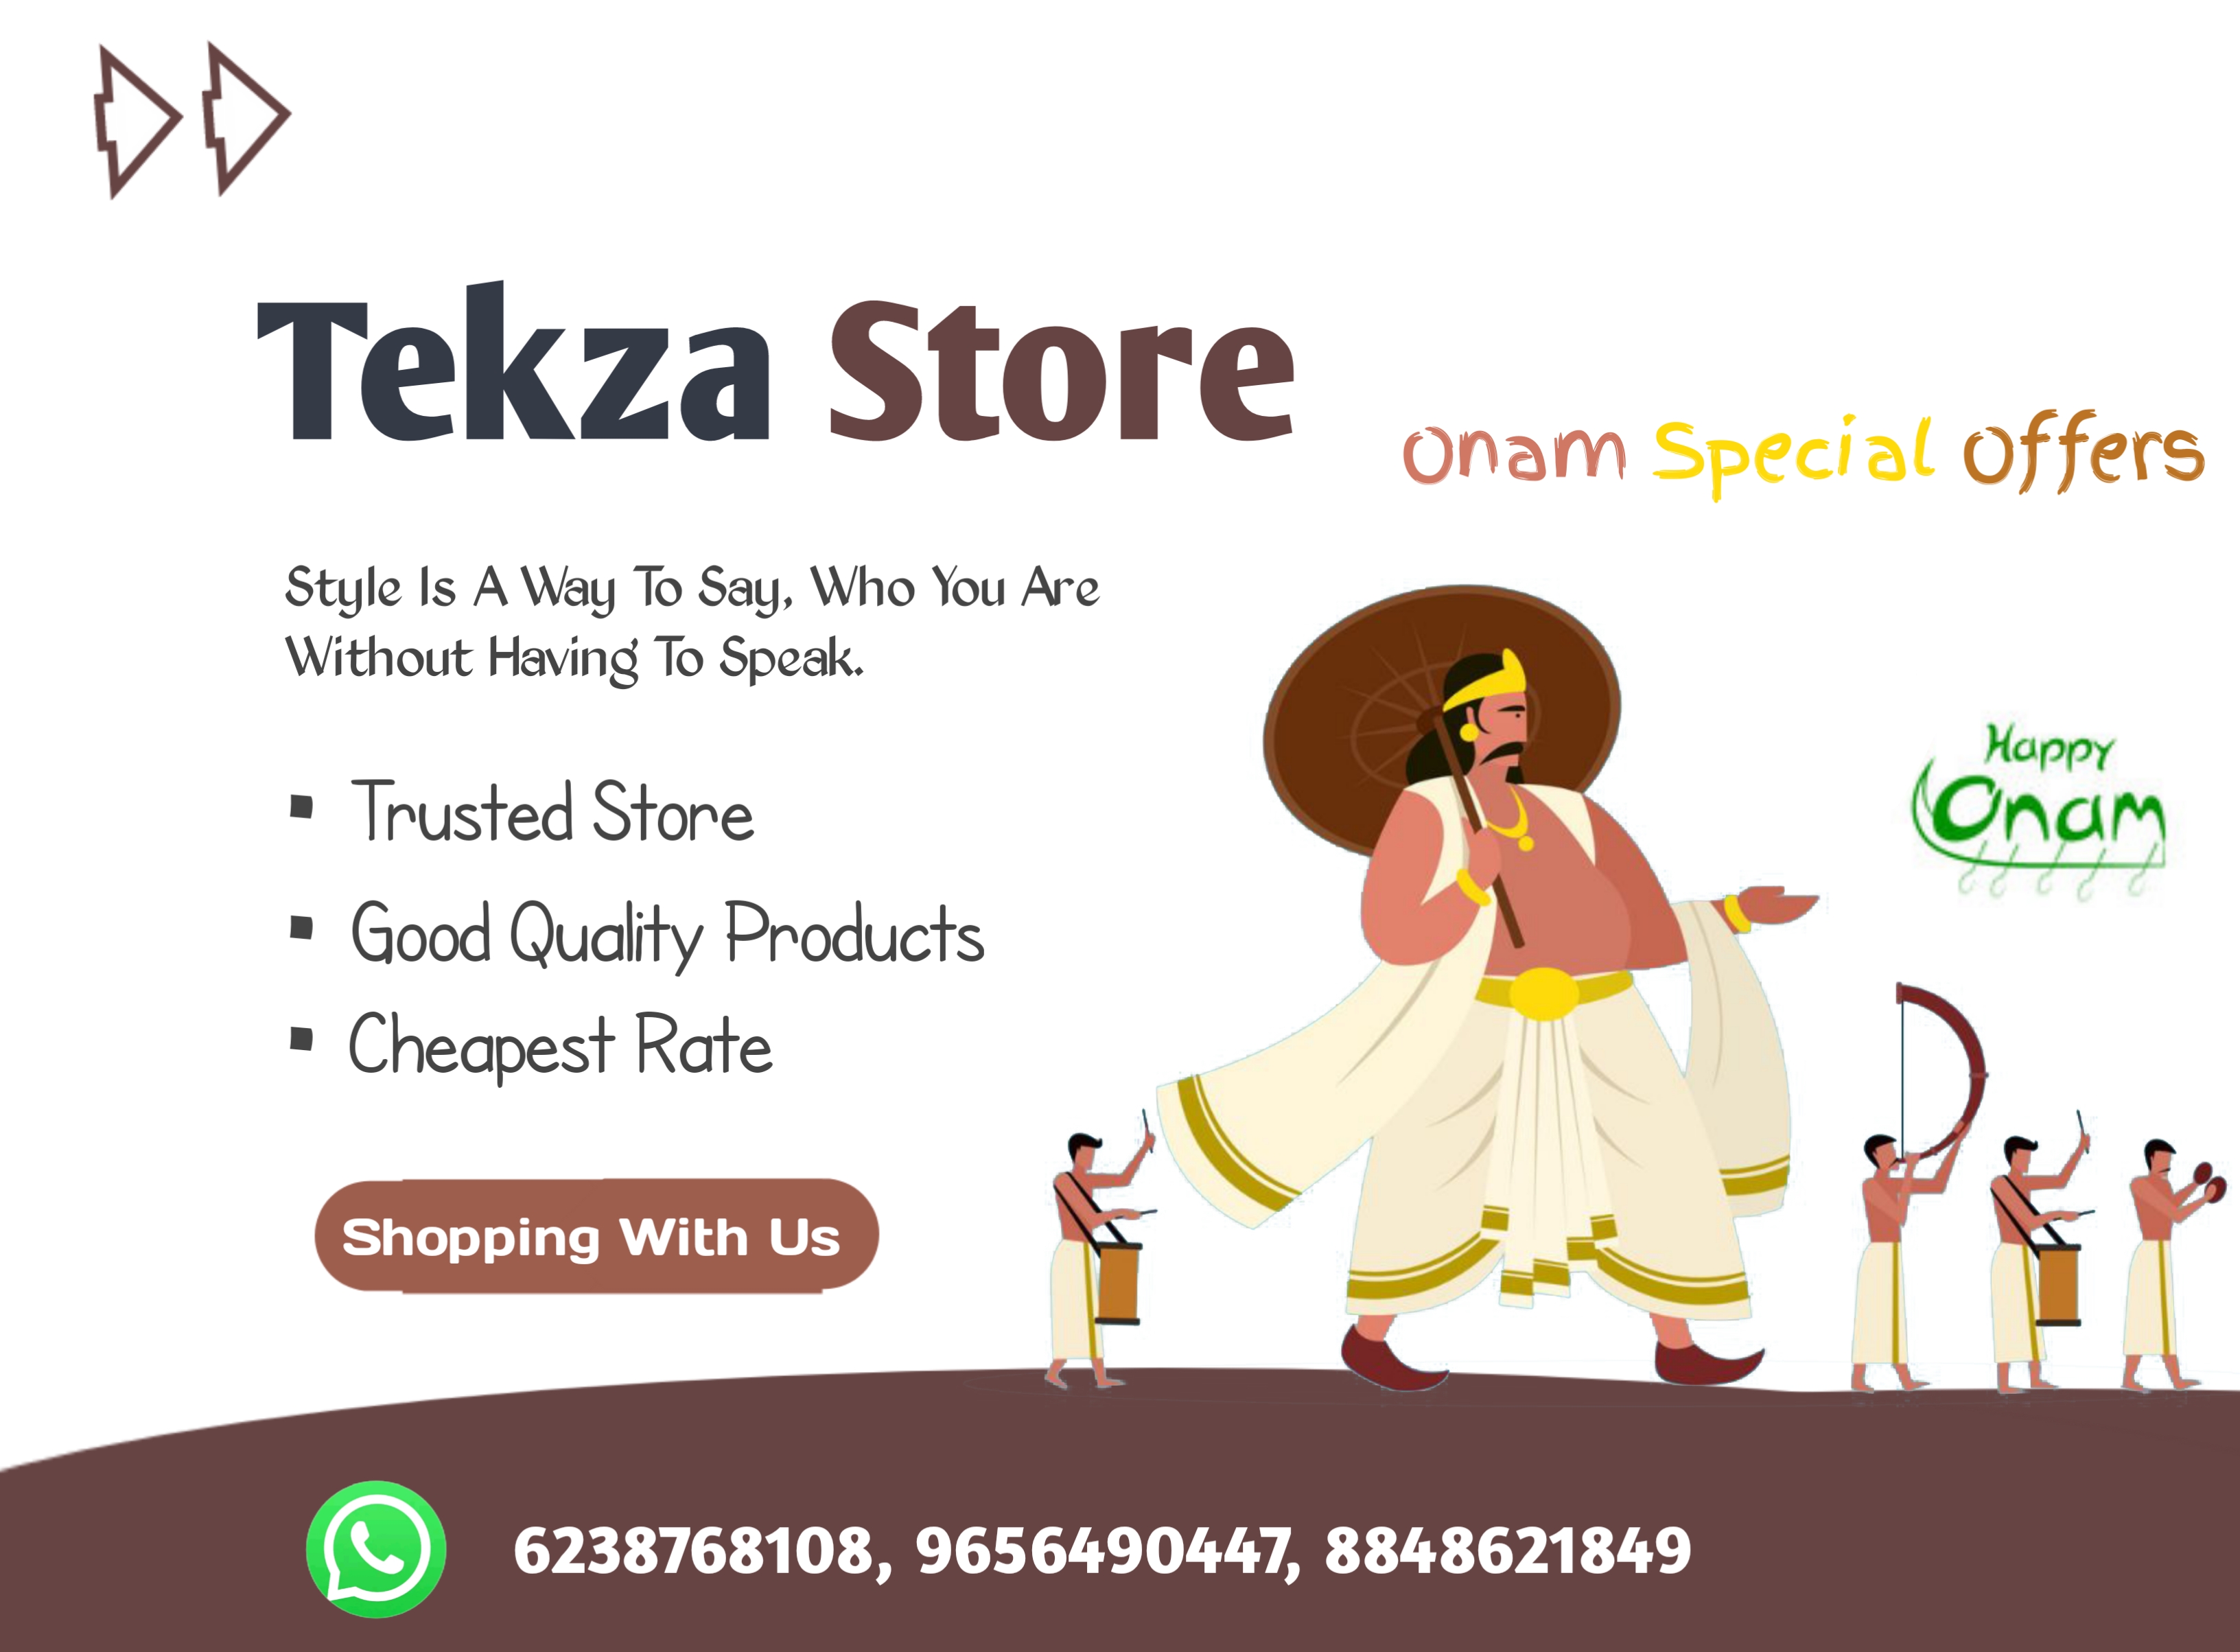 Tekza Store
Onam Special Offers
Style Is A Way To Say, Who You Are
Without Having To Speak.
Trusted Store
Good Quality Products
Cheapest Rate
Happy
Onam
Shopping With Us
6238768108, 9656490447, 8848621849